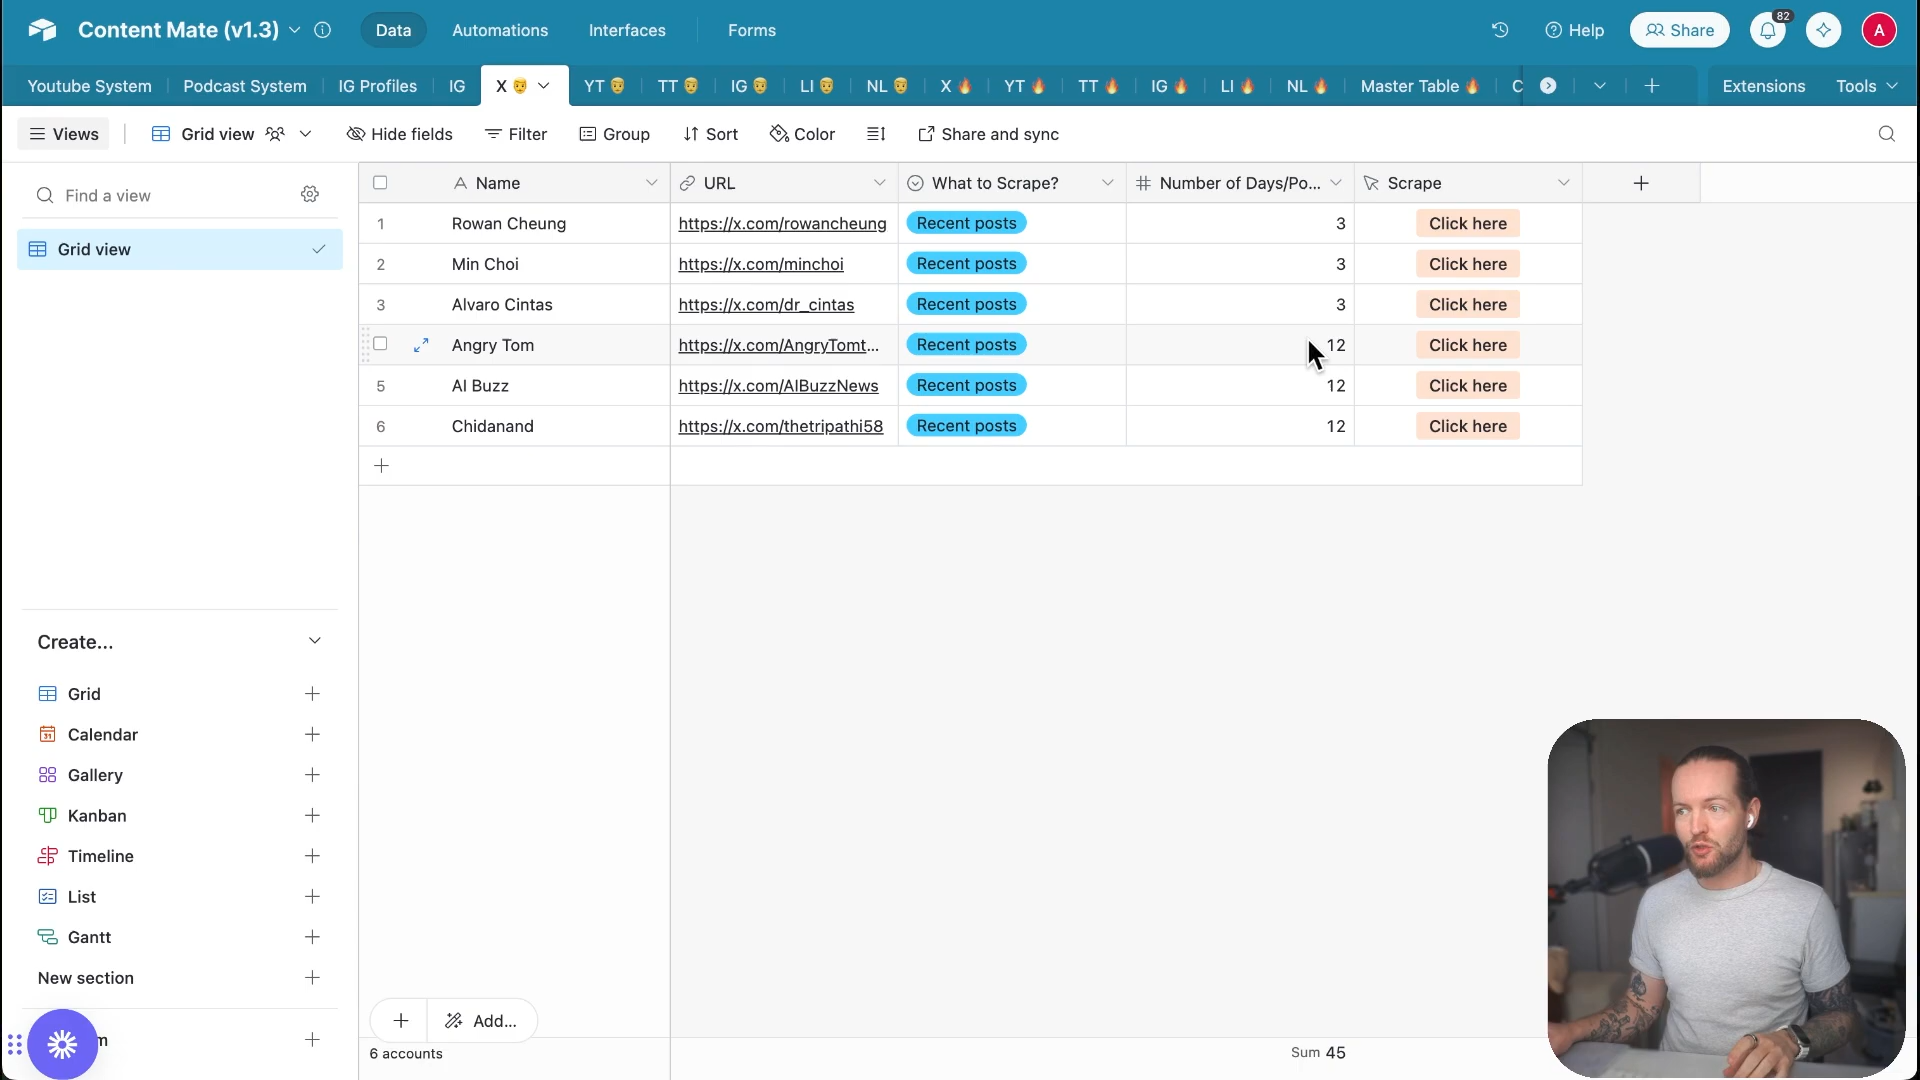 Content Mate (v1.3)
Data
Automations
Interfaces
Forms
Help
Share
82
A
Youtube System
Podcast System
IG Profiles
IG
X 👨
YT 👨
TT 👨
IG 👨
LI 👨
NL 👨
X 🔥
YT 🔥
TT 🔥
IG 🔥
LI 🔥
NL 🔥
Master Table 🔥
C
Extensions
Tools
Views
Grid view
Hide fields
Filter
Group
Sort
Color
Share and sync
Find a view
Grid view
Name
URL
What to Scrape?
Number of Days/Po...
Scrape
1 Rowan Cheung https://x.com/rowancheung Recent posts 3 Click here
2 Min Choi https://x.com/minchoi Recent posts 3 Click here
3 Alvaro Cintas https://x.com/dr_cintas Recent posts 3 Click here
Angry Tom https://x.com/AngryTomt... Recent posts 12 Click here
5 AI Buzz https://x.com/AIBuzzNews Recent posts 12 Click here
6 Chidanand https://x.com/thetripathi58 Recent posts 12 Click here
Create...
Grid
Calendar
Gallery
Kanban
Timeline
List
Gantt
New section
m
Add...
6 accounts
Sum 45